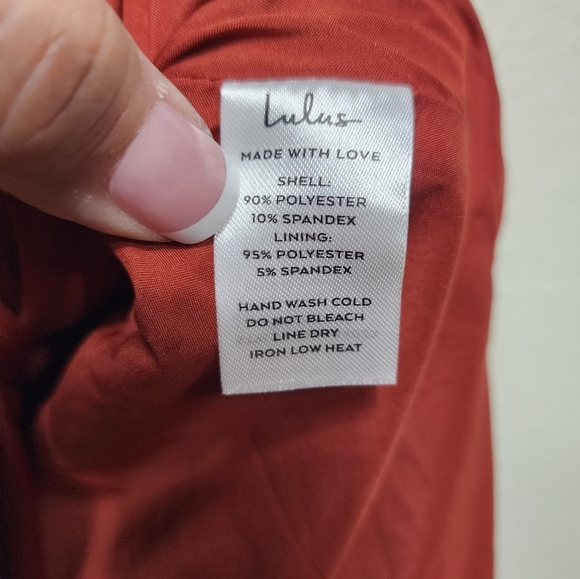 Lulus
MADE WITH LOVE
SHELL:
90% POLYESTER
10% SPANDEX
LINING:
95% POLYESTER
5% SPANDEX
HAND WASH COLD
DO NOT BLEACH
LINE DRY
IRON LOW HEAT